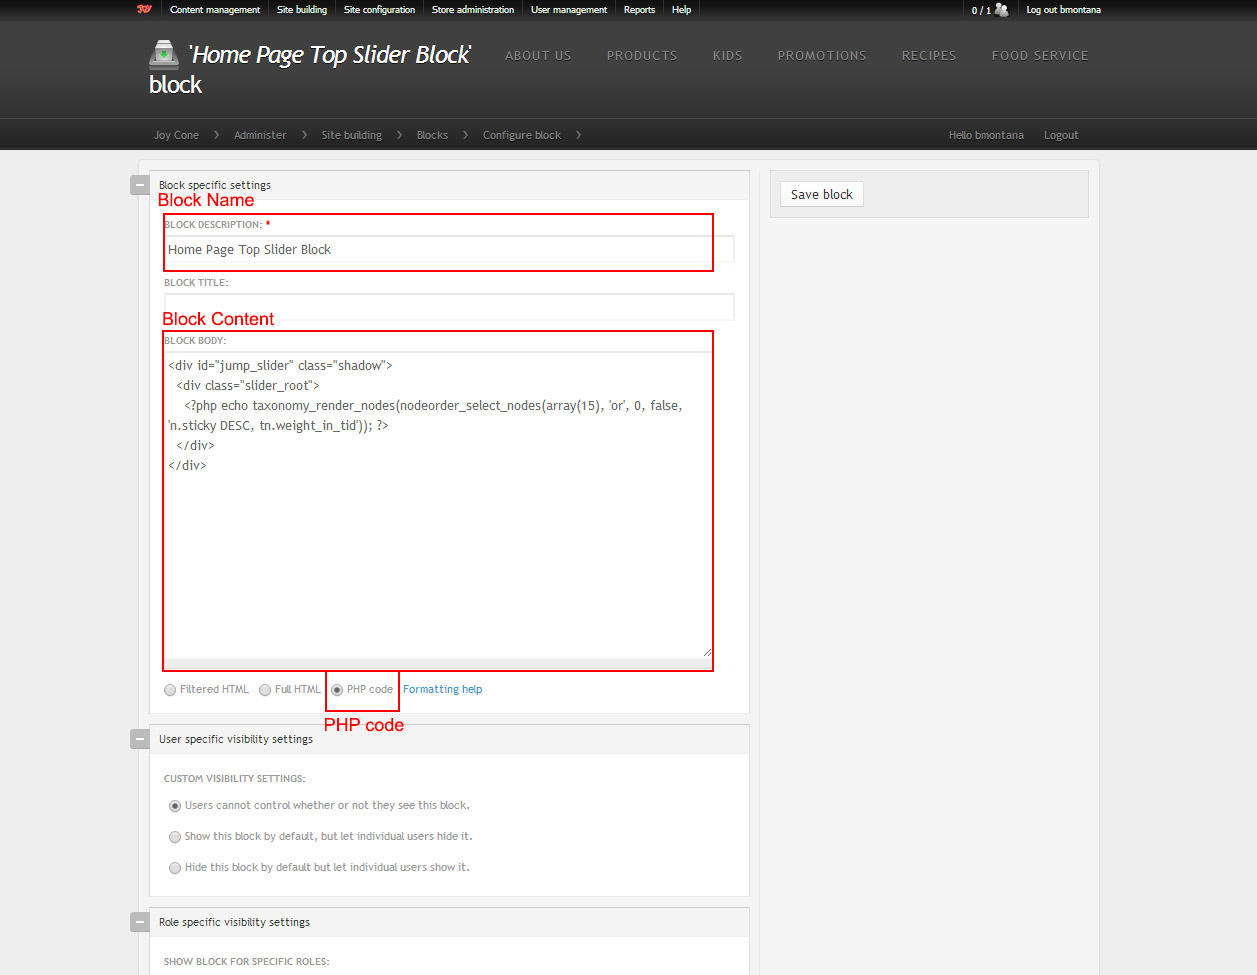 JOY Content management Site building Site configuration Store administration User management Reports Help 0 / 1 Log out bmontana
'Home Page Top Slider Block' block
ABOUT US PRODUCTS KIDS PROMOTIONS RECIPES FOOD SERVICE
Joy Cone > Administer > Site building > Blocks > Configure block > Hello bmontana Logout
Block specific settings
Save block
Block Name
BLOCK DESCRIPTION: *
Home Page Top Slider Block
BLOCK TITLE:
Block Content
BLOCK BODY:
<div id="jump_slider" class="shadow">
<div class="slider_root">
<?php echo taxonomy_render_nodes(nodeorder_select_nodes(array(15), 'or', 0, false,
'n.sticky DESC, tn.weight_in_tid')); ?>
</div>
</div>
Filtered HTML Full HTML PHP code Formatting help
PHP code
User specific visibility settings
CUSTOM VISIBILITY SETTINGS:
Users cannot control whether or not they see this block.
Show this block by default, but let individual users hide it.
Hide this block by default but let individual users show it.
Role specific visibility settings
SHOW BLOCK FOR SPECIFIC ROLES: